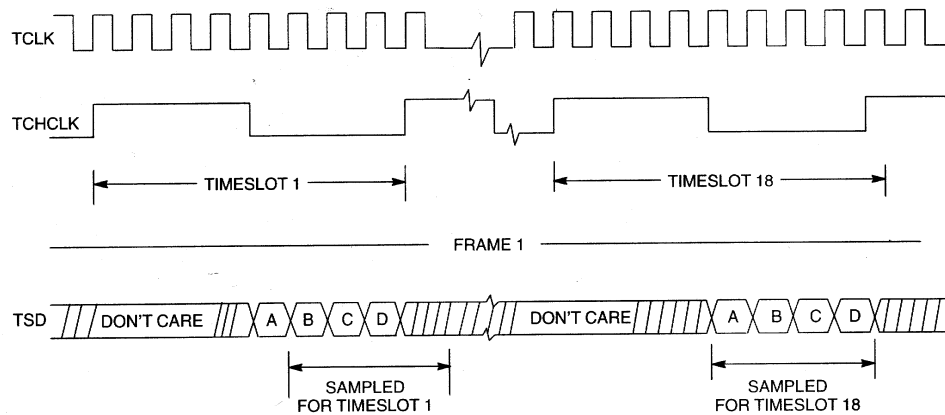 TCLK
TCHCLK
TIMESLOT 1
TIMESLOT 18
FRAME 1
TSD
DON'T CARE
A
B
C
D
DON'T CARE
A
B
C
D
SAMPLED
FOR TIMESLOT 1
SAMPLED
FOR TIMESLOT 18